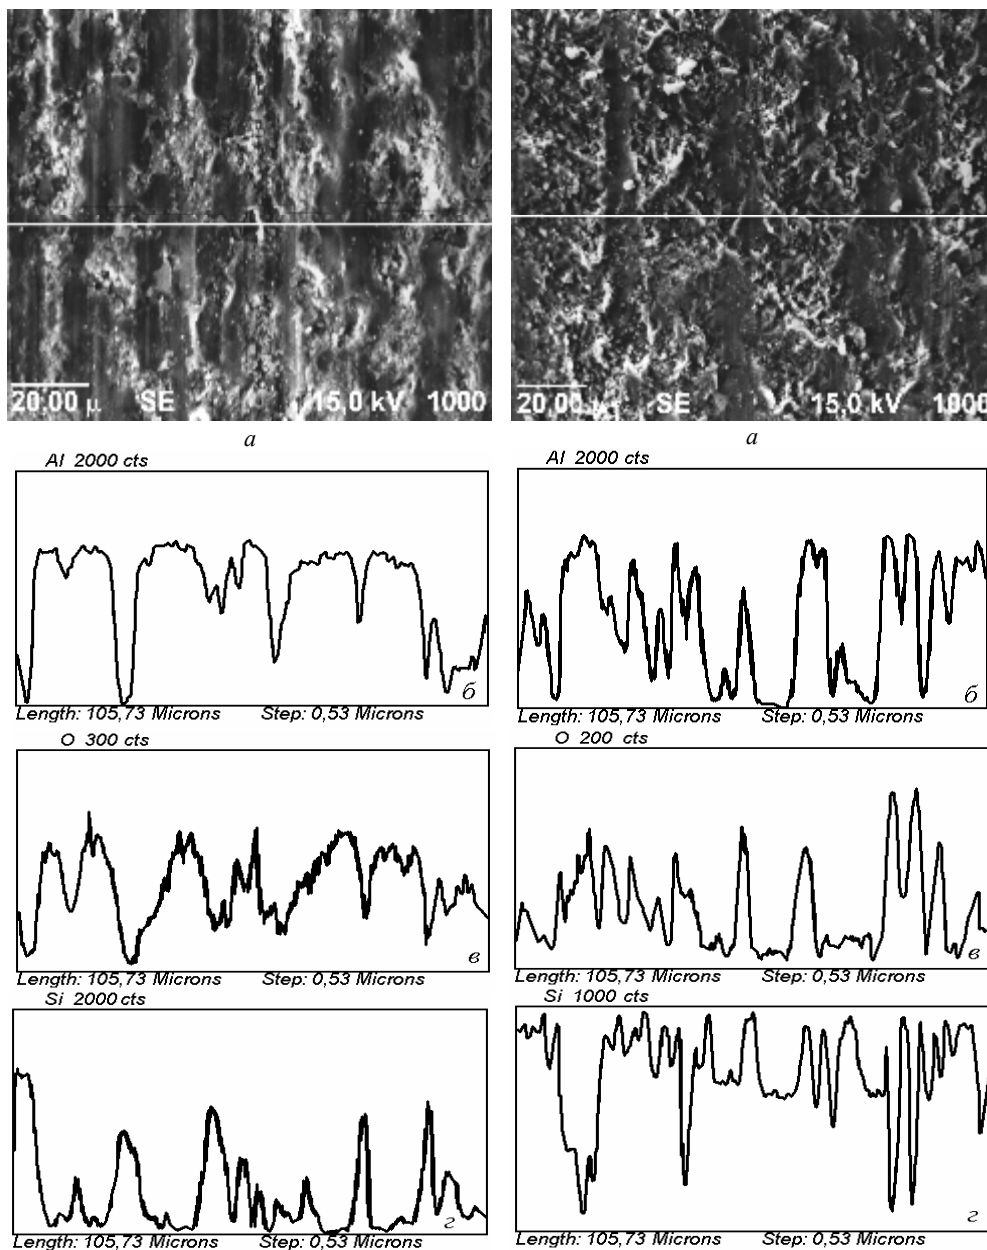 20,00 μ SE 15,0 kV 1000
20,00 μ SE 15,0 kV 1000
а
а
Al 2000 cts
Al 2000 cts
б
б
Length: 105,73 Microns Step: 0,53 Microns
Length: 105,73 Microns Step: 0,53 Microns
O 300 cts
O 200 cts
в
в
Length: 105,73 Microns Step: 0,53 Microns
Length: 105,73 Microns Step: 0,53 Microns
Si 2000 cts
Si 1000 cts
г
г
Length: 105,73 Microns Step: 0,53 Microns
Length: 105,73 Microns Step: 0,53 Microns